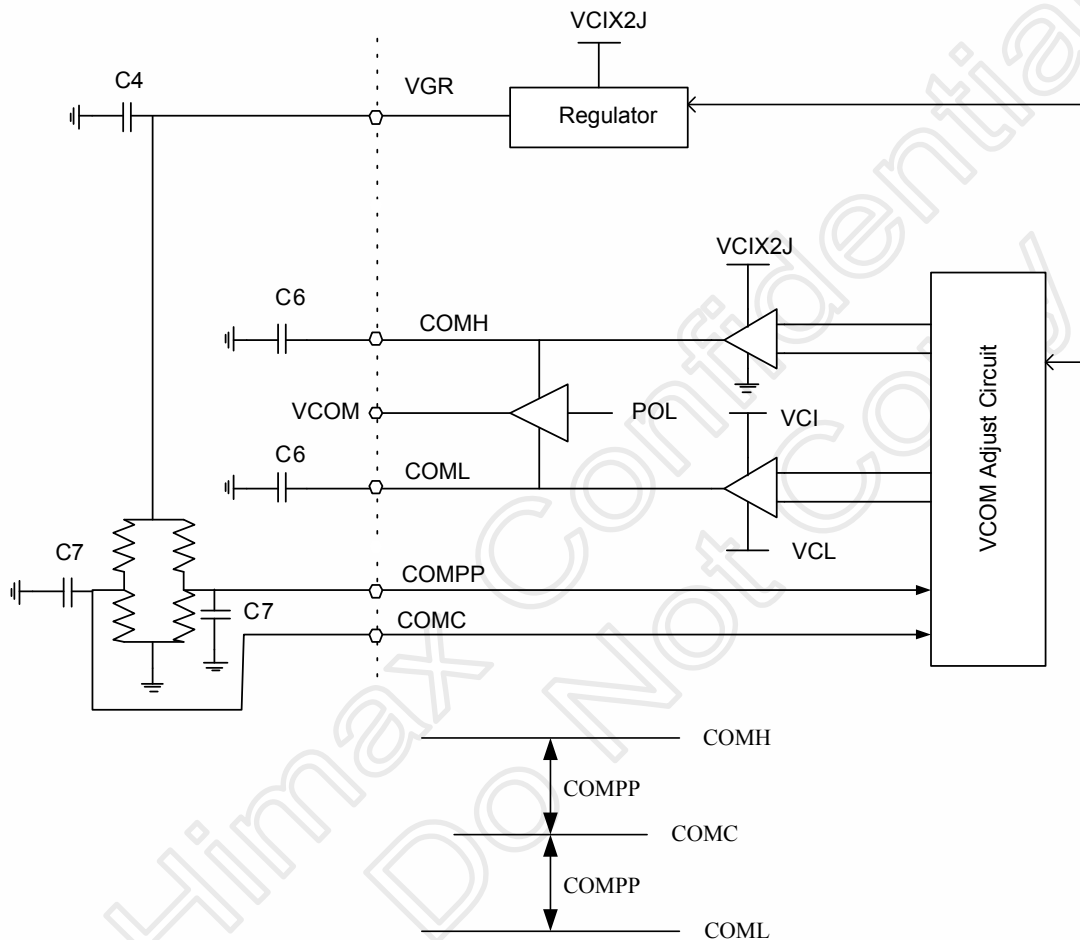 VCIX2J
C4
VGR
Regulator
VCIX2J
C6
COMH
VCOM
POL
VCI
C6
COML
VCL
VCOM Adjust Circuit
C7
COMPP
C7
COMC
COMH
COMPP
COMC
COMPP
COML
Himax Confidential
Do Not Copy